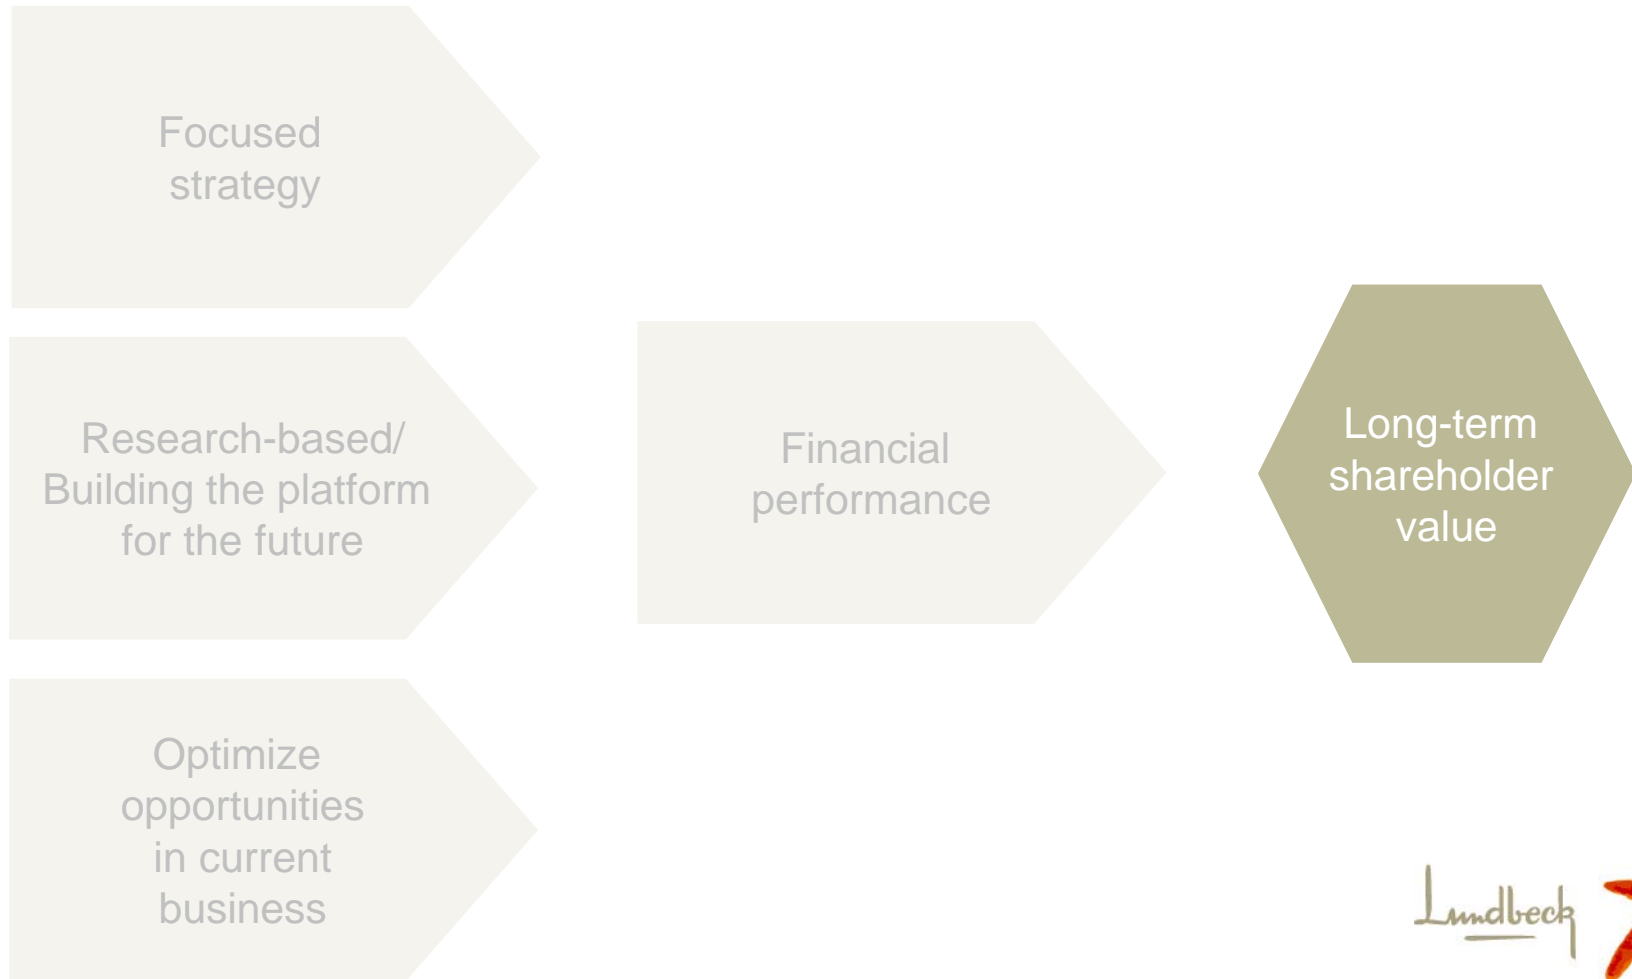 Focused
strategy
Research-based/
Building the platform
for the future
Optimize
opportunities
in current
business
Financial
performance
Long-term
shareholder
value
Lundbeck